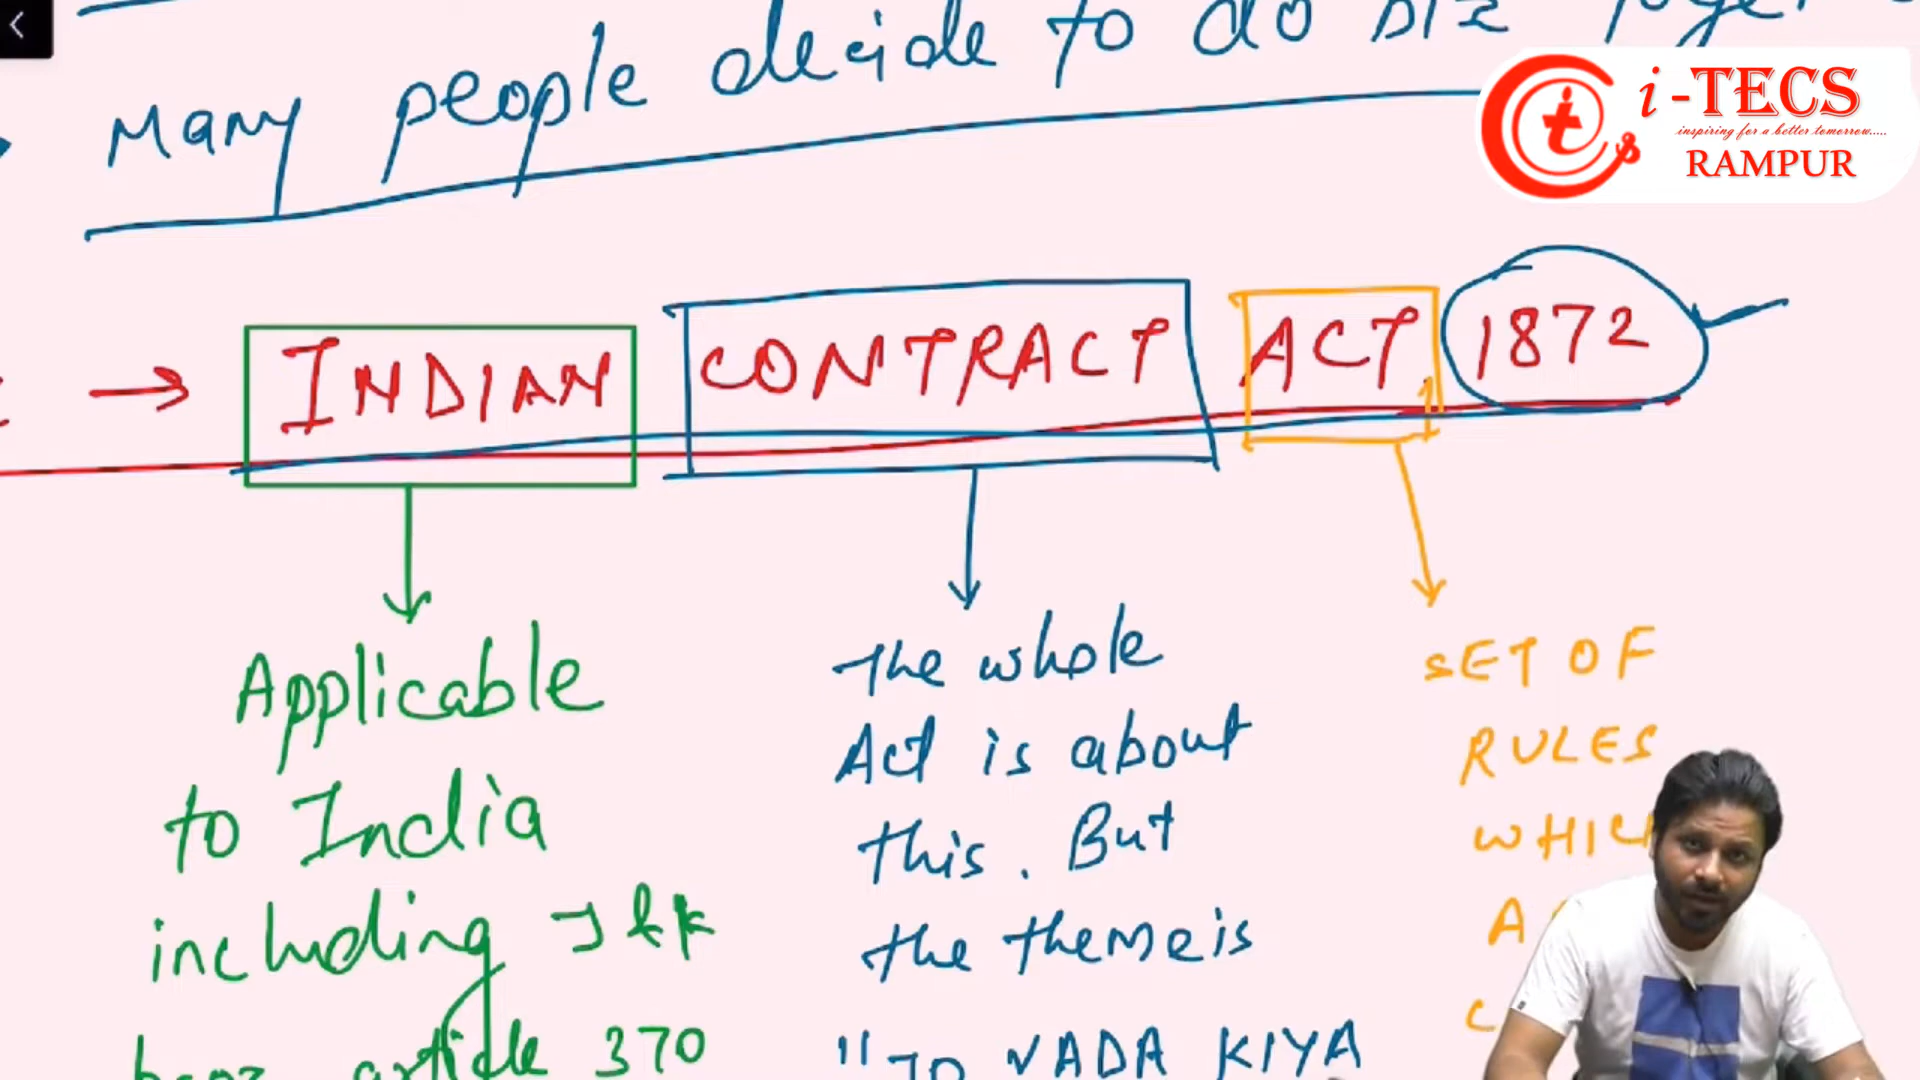 Many people decide to do
i-TECS
inspiring for a better tomorrow.....
RAMPUR
→ INDIAN CONTRACT ACT, 1872
Applicable
to India
including J & K
article 370
The whole
Act is about
this. But
the theme is
"JO VADA KIYA
SET OF
RULES